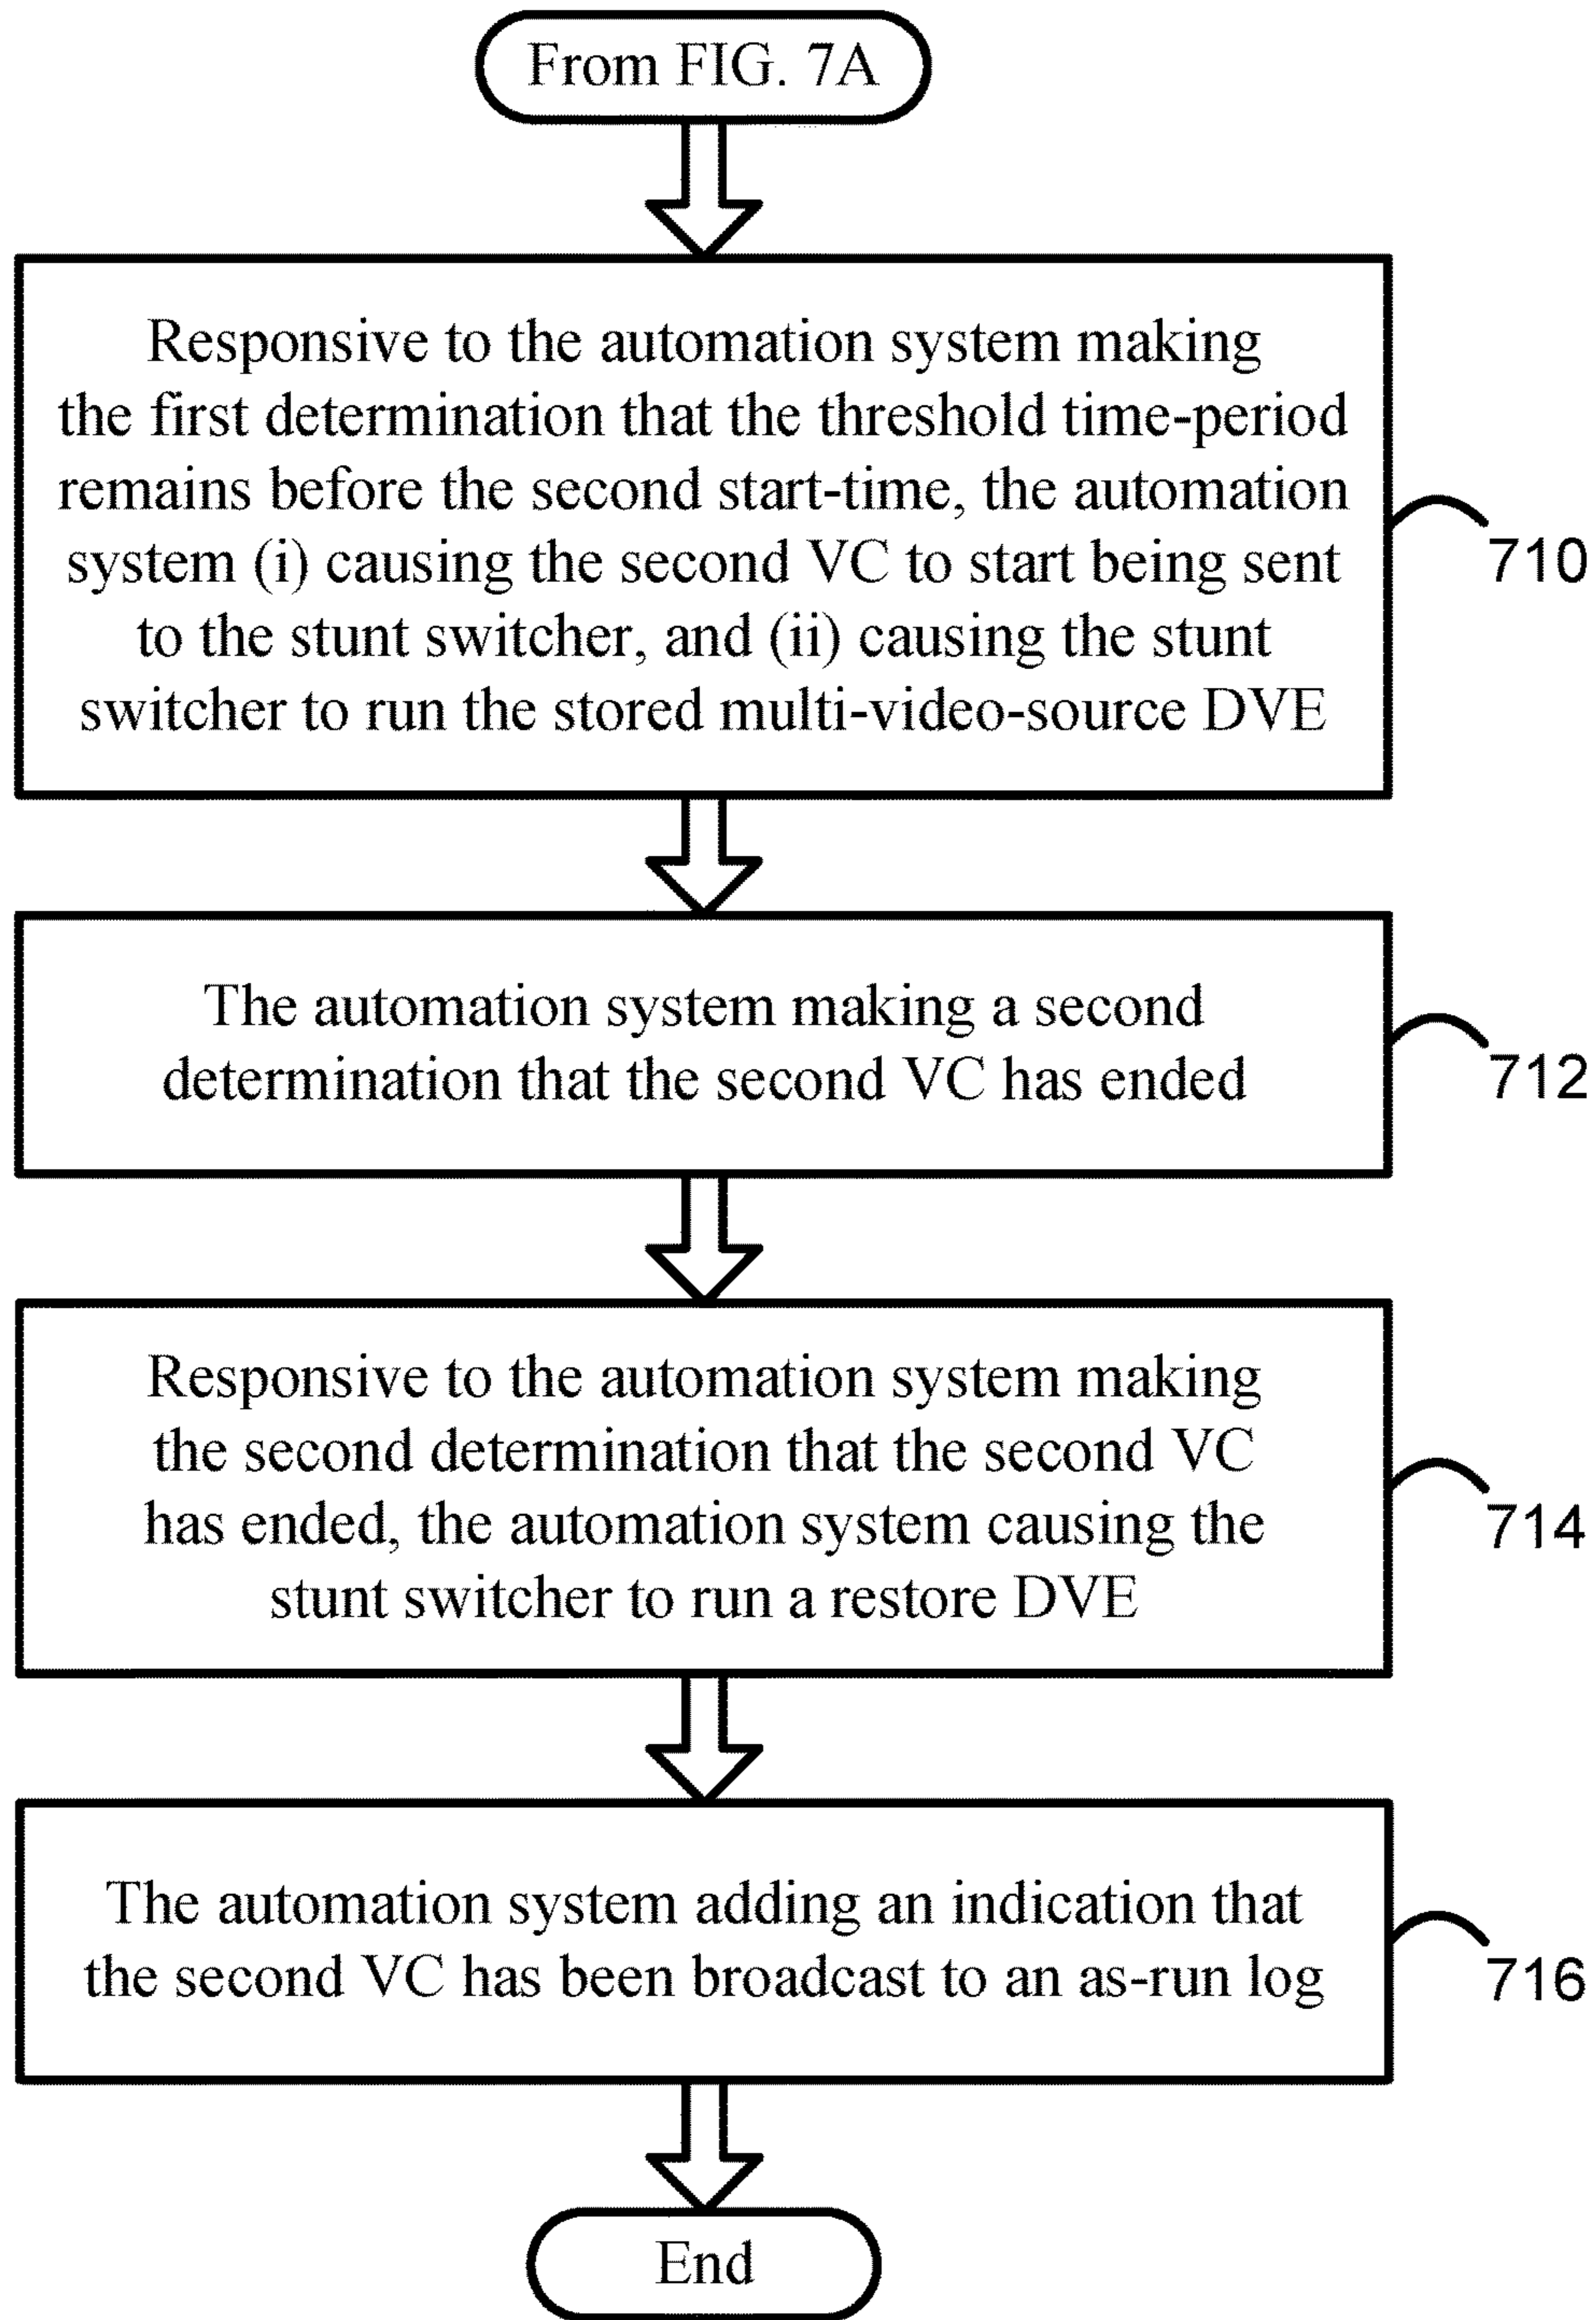 From FIG. 7A
Responsive to the automation system making
the first determination that the threshold time-period
remains before the second start-time, the automation
system (i) causing the second VC to start being sent
to the stunt switcher, and (ii) causing the stunt
switcher to run the stored multi-video-source DVE
710
The automation system making a second
determination that the second VC has ended
712
Responsive to the automation system making
the second determination that the second VC
has ended, the automation system causing the
stunt switcher to run a restore DVE
714
The automation system adding an indication that
the second VC has been broadcast to an as-run log
716
End